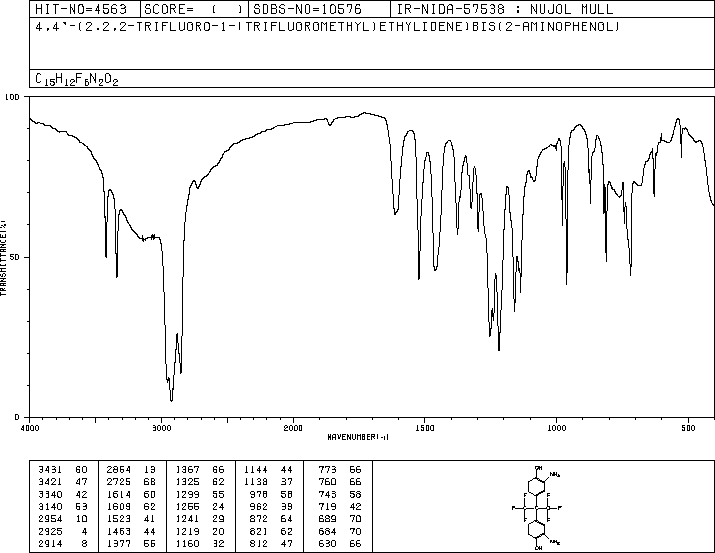 HIT-NO=4563 SCORE= ( ) SDBS-NO=10576 IR-NIDA-57538 : NUJOL MULL
4,4'-(2,2,2-TRIFLUORO-1-(TRIFLUOROMETHYL)ETHYLIDENE)BIS(2-AMINOPHENOL)
C15H12F6N2O2
100
50
0
TRANSMITTANCE(%)
4000 3000 2000 1500 1000 500
WAVENUMBER(-1)
3431 60 2864 13 1367 66 1144 44 773 66
3421 47 2725 68 1325 62 1138 37 760 66
3340 42 1614 60 1299 55 978 58 743 58
3140 53 1609 62 1255 24 962 39 719 42
2954 10 1523 41 1241 29 872 64 689 70
2925 4 1463 44 1219 20 821 62 684 70
2914 8 1377 55 1160 32 812 47 630 66
OH
NH2
F F
F C C C F
F F
NH2
OH